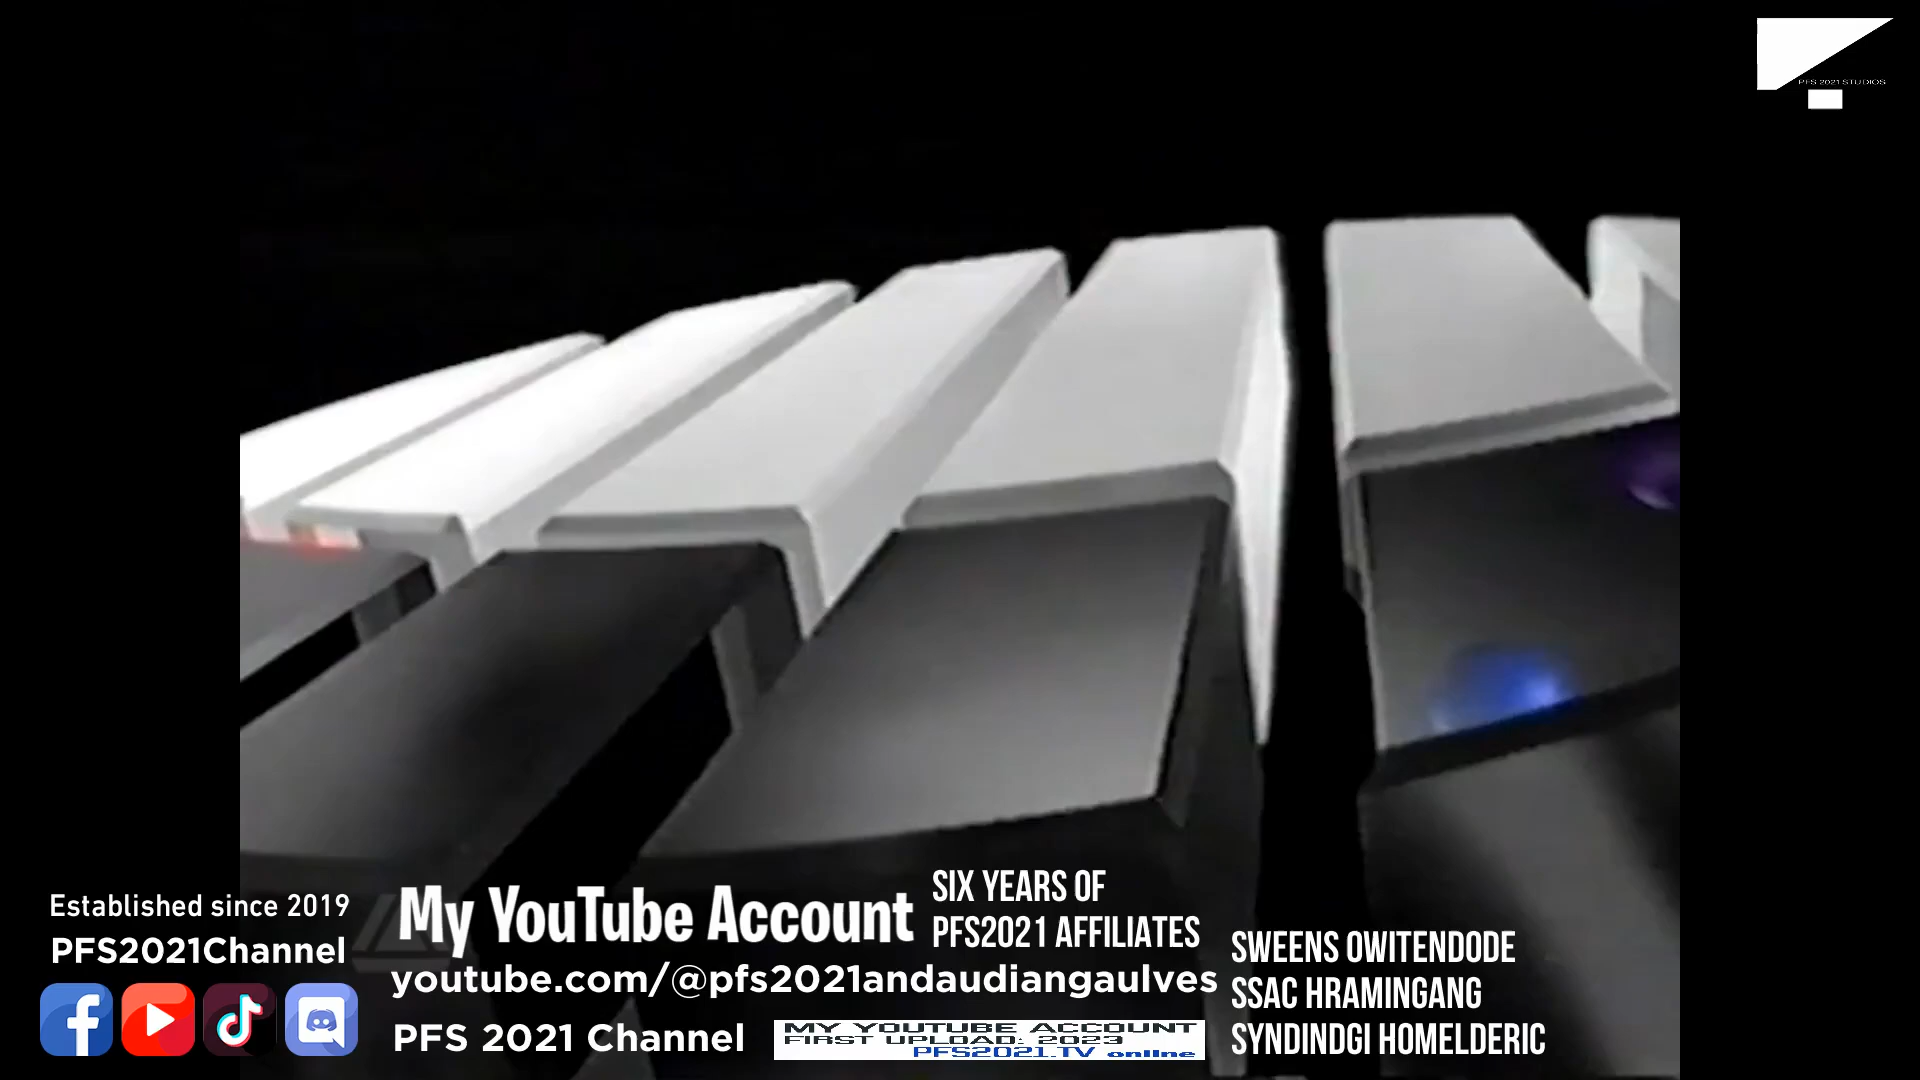 PFS 2021 STUDIOS
Established since 2019
PFS2021Channel
My YouTube Account
SIX YEARS OF
PFS2021 AFFILIATES
youtube.com/@pfs2021andaudiangaulves
PFS 2021 Channel
MY YOUTUBE ACCOUNT
FIRST UPLOAD: 2023
PFS2021.TV online
SWEENS OWITENDODE
SSAC HRAMINGANG
SYNDINDGI HOMELDERIC